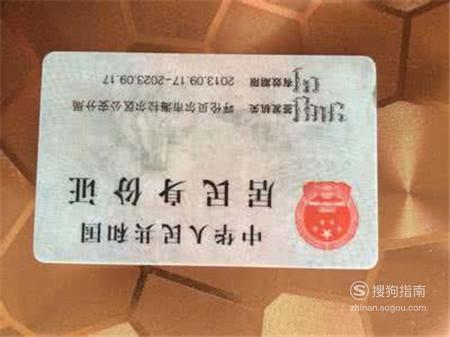 中华人民共和国
居民身份证
签发机关 呼伦贝尔市海拉尔区公安分局
有效期限 2013.09.17-2023.09.17
搜狗指南
zhinan.sogou.com